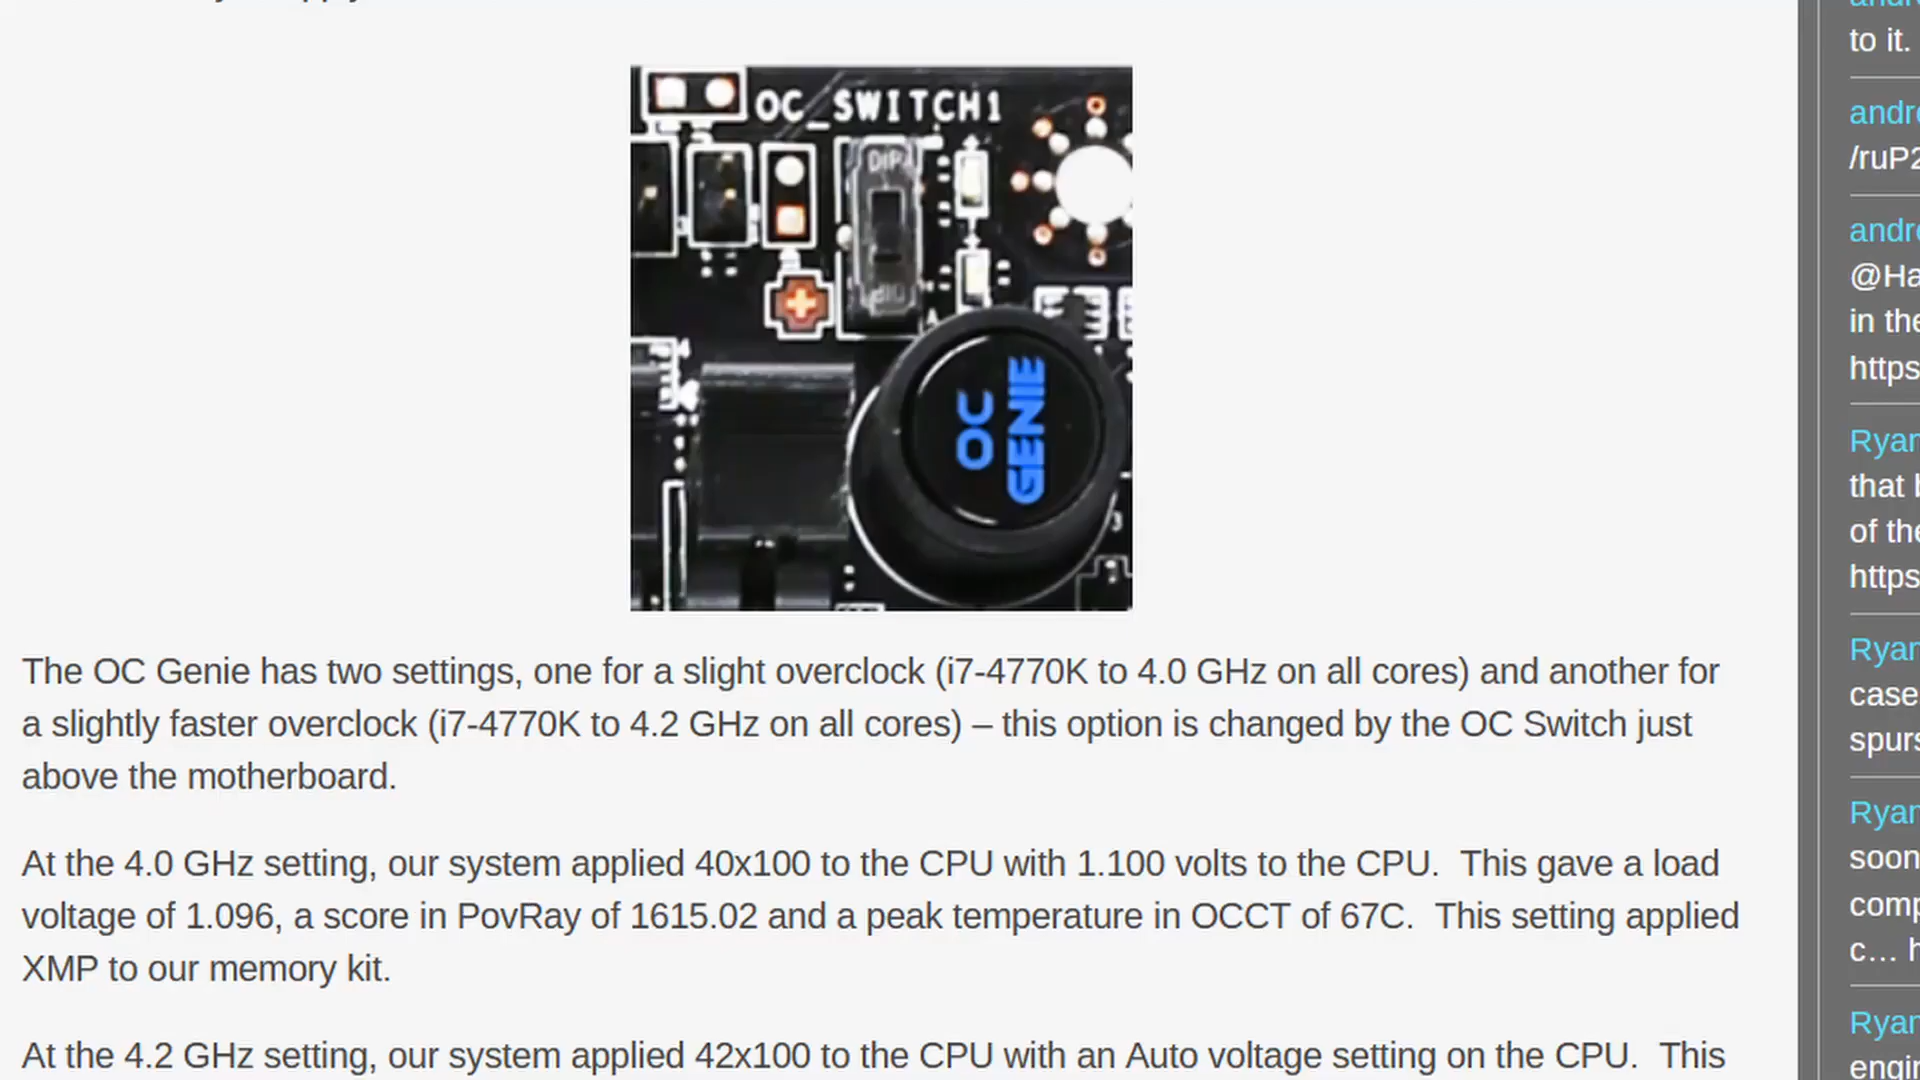 OC_SWITCH1
DIP
OC
GENIE
The OC Genie has two settings, one for a slight overclock (i7-4770K to 4.0 GHz on all cores) and another for
a slightly faster overclock (i7-4770K to 4.2 GHz on all cores) – this option is changed by the OC Switch just
above the motherboard.
At the 4.0 GHz setting, our system applied 40x100 to the CPU with 1.100 volts to the CPU.  This gave a load
voltage of 1.096, a score in PovRay of 1615.02 and a peak temperature in OCCT of 67C.  This setting applied
XMP to our memory kit.
At the 4.2 GHz setting, our system applied 42x100 to the CPU with an Auto voltage setting on the CPU.  This
to it.
andre
/ruP2
andre
@Ha
in the
https
Ryan
that b
of the
https
Ryan
case
spurs
Ryan
soon
comp
c… h
Ryan
engin